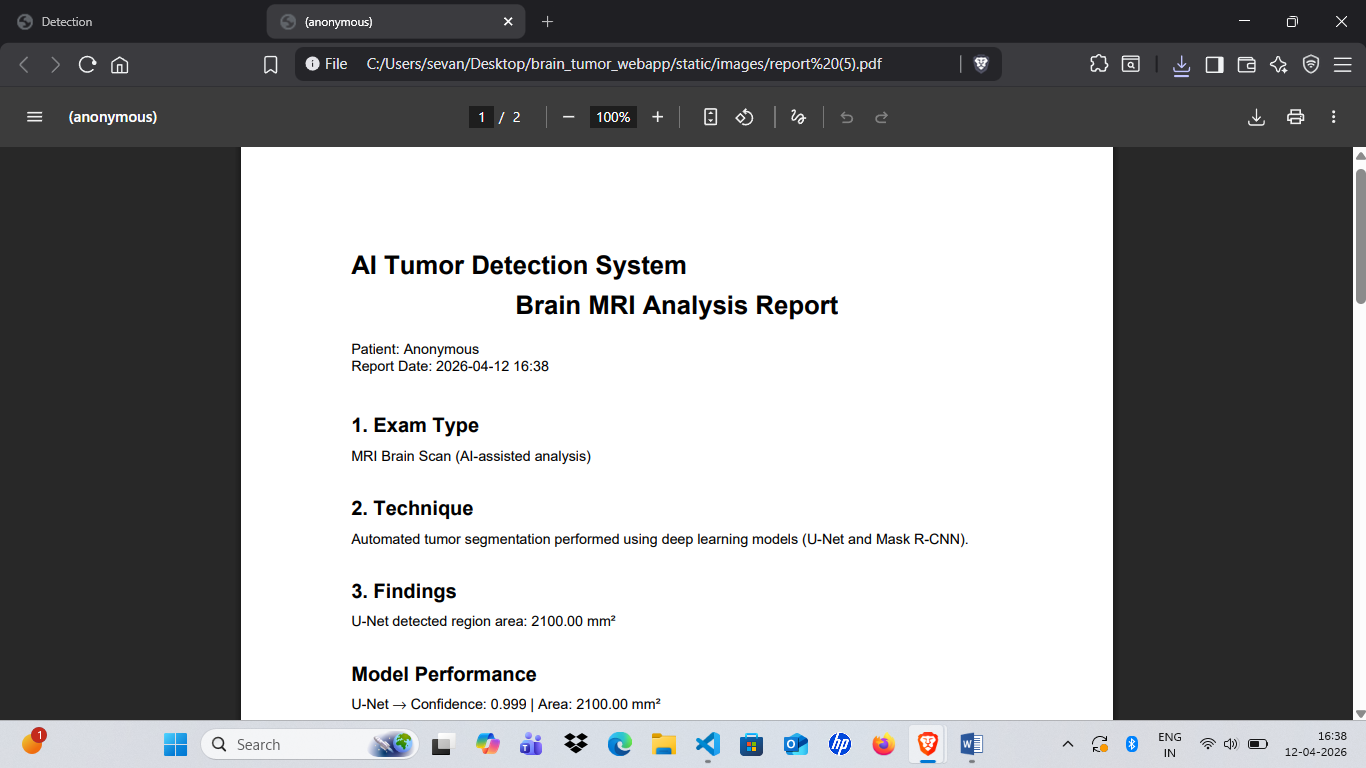 Detection
(anonymous)
File
C:/Users/sevan/Desktop/brain_tumor_webapp/static/images/report%20(5).pdf
(anonymous)
1 / 2
100%
AI Tumor Detection System
Brain MRI Analysis Report
Patient: Anonymous
Report Date: 2026-04-12 16:38
1. Exam Type
MRI Brain Scan (AI-assisted analysis)
2. Technique
Automated tumor segmentation performed using deep learning models (U-Net and Mask R-CNN).
3. Findings
U-Net detected region area: 2100.00 mm²
Model Performance
U-Net → Confidence: 0.999 | Area: 2100.00 mm²
1
Search
hp
ENG
IN
16:38
12-04-2026